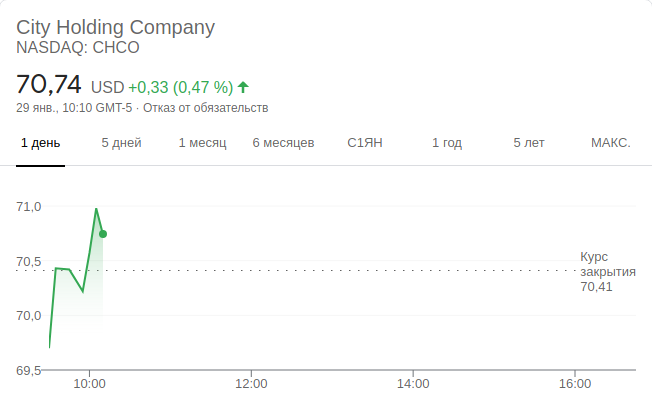 City Holding Company
NASDAQ: CHCO
70,74 USD +0,33 (0,47 %)
29 янв., 10:10 GMT-5 · Отказ от обязательств
1 день 5 дней 1 месяц 6 месяцев С1ЯН 1 год 5 лет МАКС.
71,0
70,5
Курс
закрытия
70,41
70,0
69,5
10:00 12:00 14:00 16:00